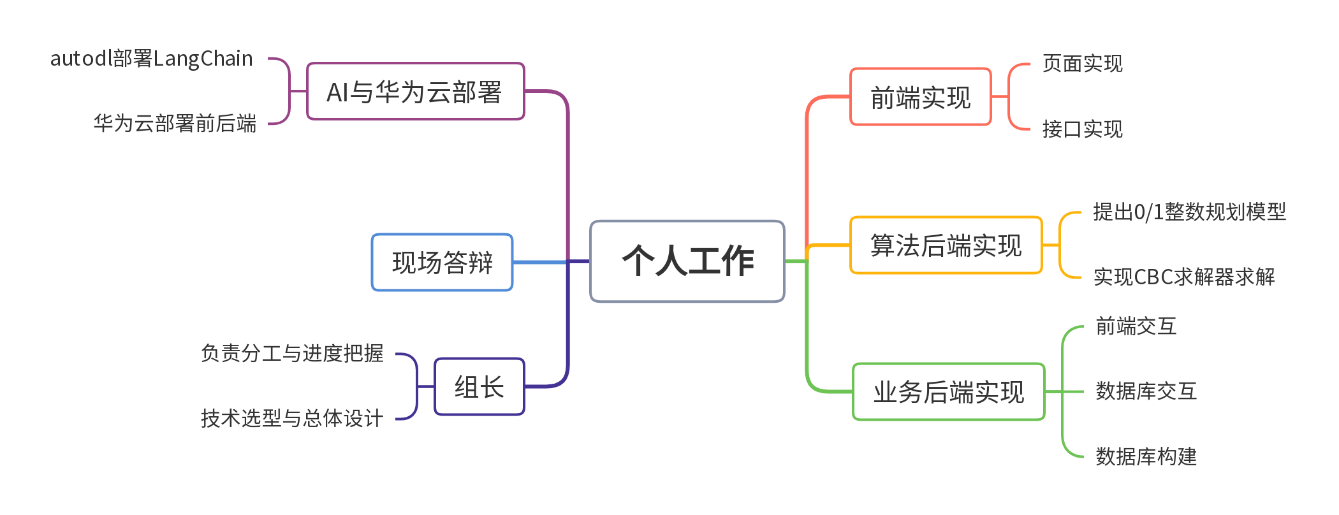 个人工作
前端实现
页面实现
接口实现
算法后端实现
提出0/1整数规划模型
实现CBC求解器求解
业务后端实现
前端交互
数据库交互
数据库构建
AI与华为云部署
autodl部署LangChain
华为云部署前后端
现场答辩
组长
负责分工与进度把握
技术选型与总体设计